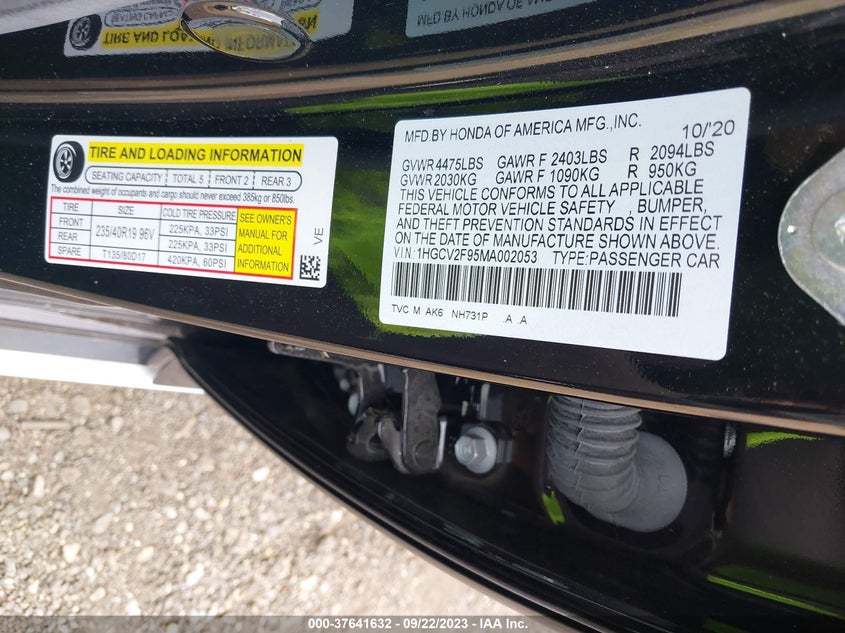 TIRE AND LOADING INFORMATION
SEATING CAPACITY TOTAL 5 FRONT 2 REAR 3
The combined weight of occupants and cargo should never exceed 385kg or 850lbs.
TIRE SIZE COLD TIRE PRESSURE
FRONT 235/40R19 96V 225KPA, 33PSI
REAR 225KPA, 33PSI
SPARE T135/80D17 420KPA, 60PSI
SEE OWNER'S
MANUAL FOR
ADDITIONAL
INFORMATION
VE
MFD.BY HONDA OF AMERICA MFG.,INC. 10/'20
GVWR 4475LBS GAWR F 2403LBS R 2094LBS
GVWR 2030KG GAWR F 1090KG R 950KG
THIS VEHICLE CONFORMS TO ALL APPLICABLE
FEDERAL MOTOR VEHICLE SAFETY , BUMPER,
AND THEFT PREVENTION STANDARDS IN EFFECT
ON THE DATE OF MANUFACTURE SHOWN ABOVE.
VIN: 1HGCV2F95MA002053 TYPE:PASSENGER CAR
TVC M AK6 NH731P .A .A
000-37641632 - 09/22/2023 - IAA Inc.